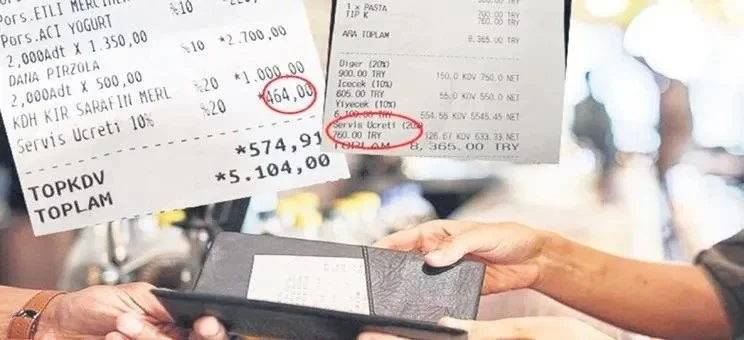 Pors.ETLİ MERCİME
Pors.ACI YOGURT
2,000Adt X 1.350,00
DANA PIRZOLA %10 *2.700,00
2,000Adt X 500,00
KDH KIR SARAFIN MERL %20 *1.000,00
Servis Ücreti 10% %20 *464,00
TOPKDV *574,91
TOPLAM *5.104,00
1 x PASTA
TIP K 760.00 TRY
ARA TOPLAM 8,365.00 TRY
Diger (20%)
900.00 TRY 150.0 KDV 750.0 NET
Icecek (10%)
605.00 TRY 55.0 KDV 550.0 NET
Yiyecek (10%)
6,100.00 TRY 554.55 KDV 5545.45 NET
Servis Ucreti (20%
760.00 TRY 126.67 KDV 633.33 NET
TOPLAM 8,365.00 TRY